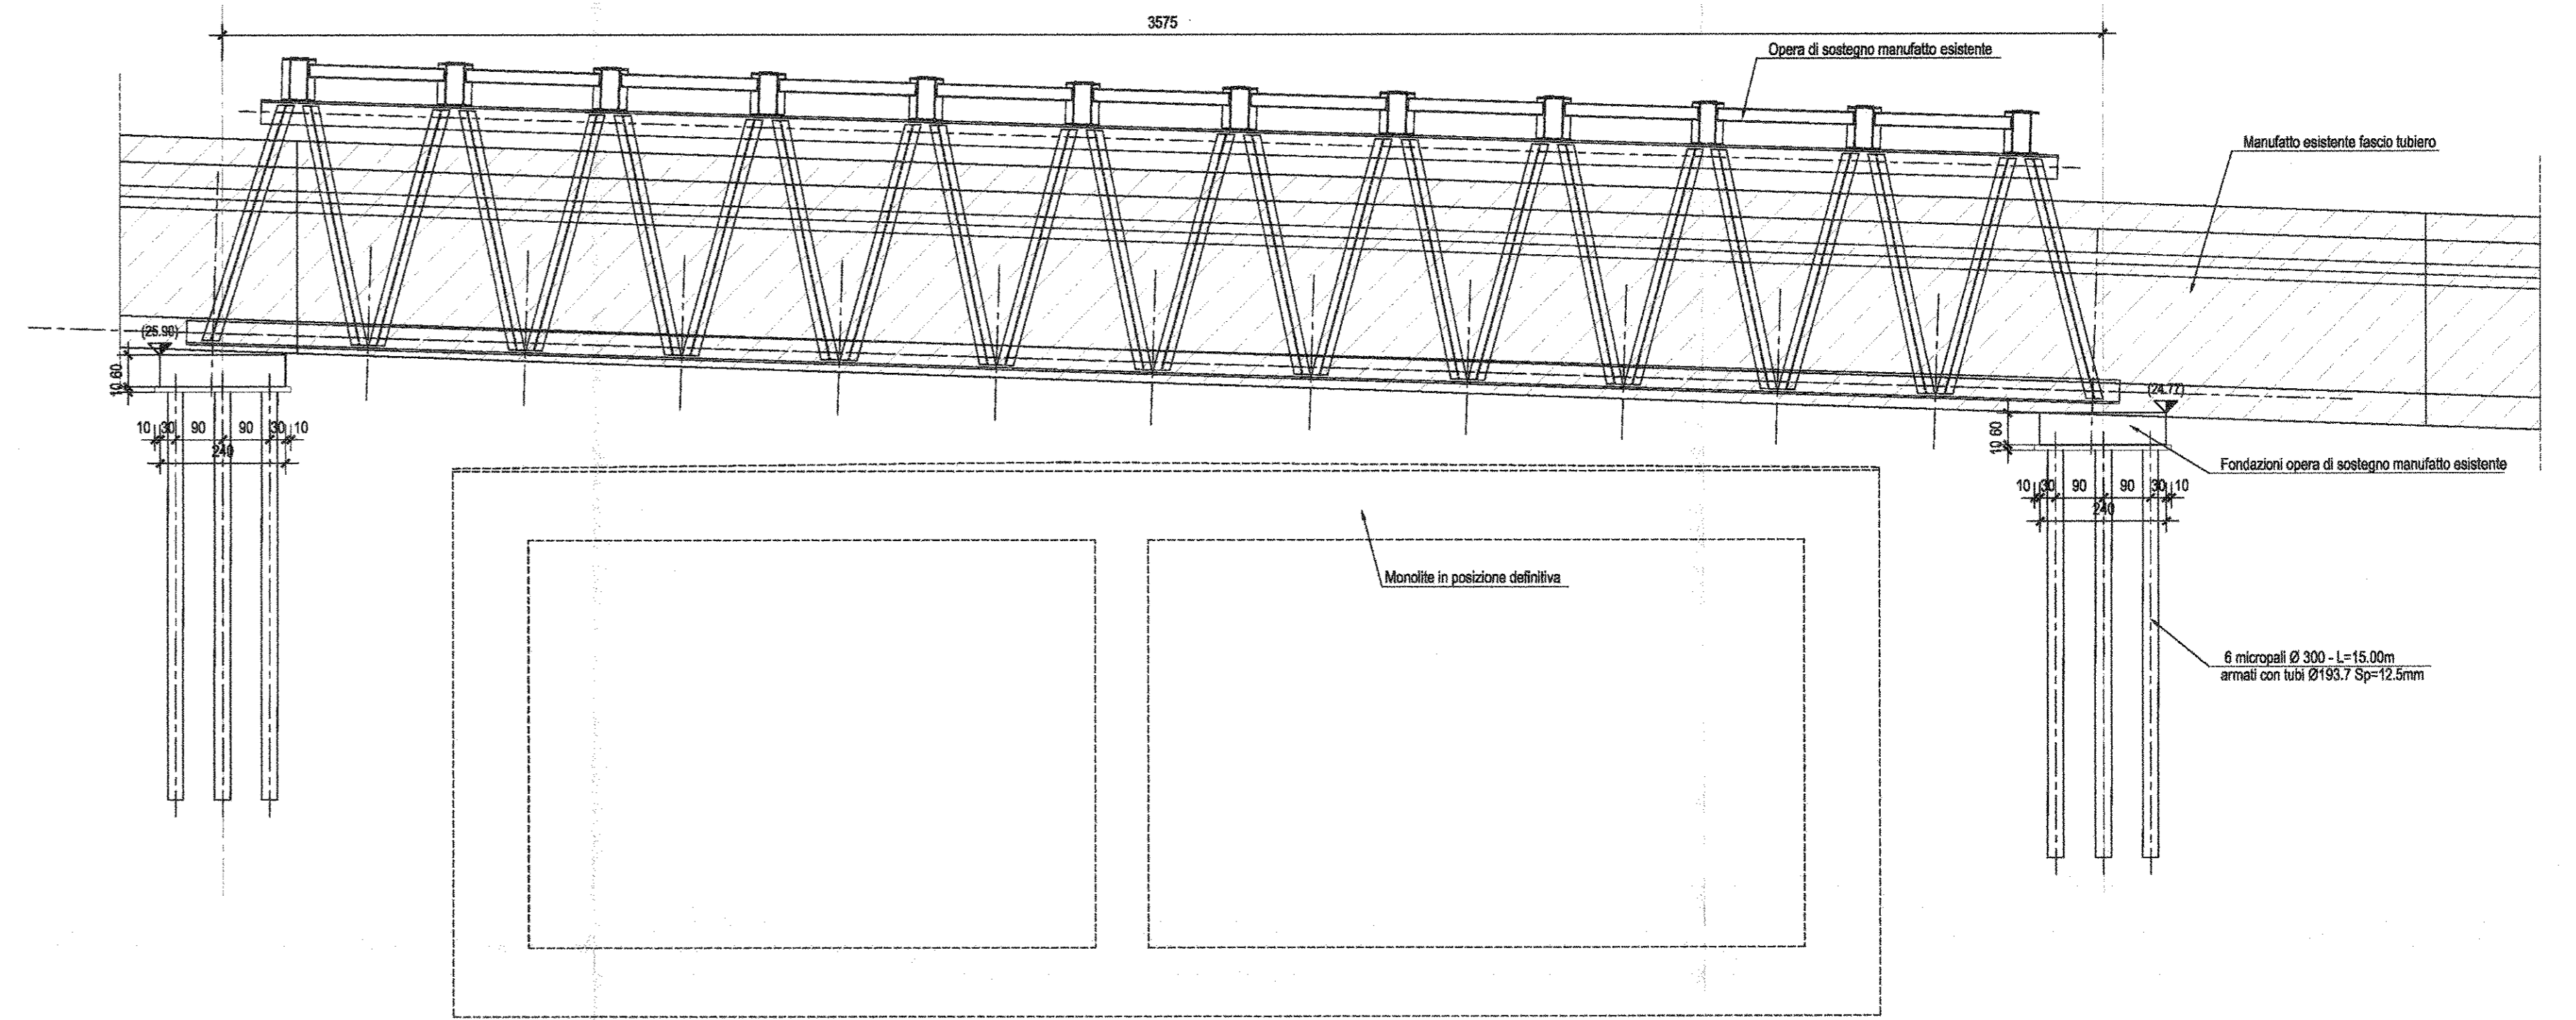 3575
Opera di sostegno manufatto esistente
Manufatto esistente fascio tubiero
(26.90)
10 60
10 30 90 90 30 10
240
(24.77)
10 60
Fondazioni opera di sostegno manufatto esistente
10 30 90 90 30 10
240
Monolite in posizione definitiva
6 micropali Ø 300 - L=15.00m
armati con tubi Ø193.7 Sp=12.5mm